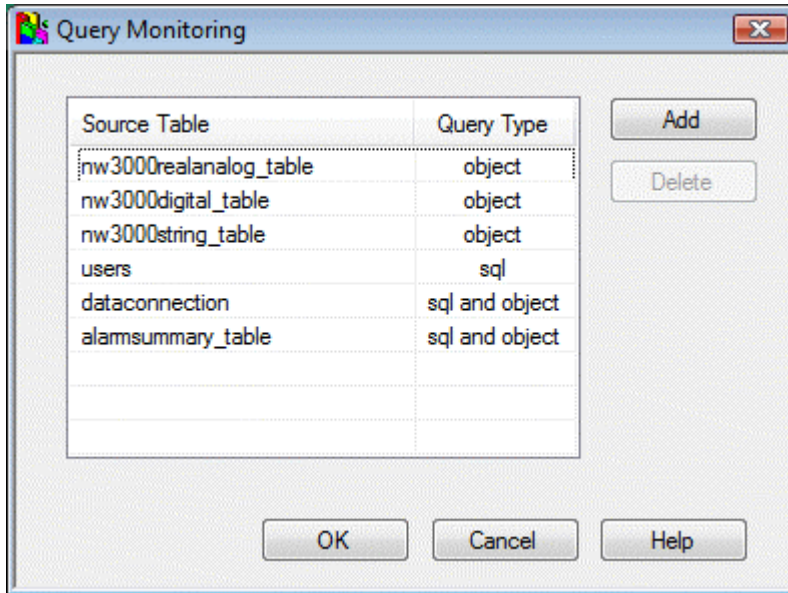 Query Monitoring
Source Table Query Type
nw3000realanalog_table object
nw3000digital_table object
nw3000string_table object
users sql
dataconnection sql and object
alarmsummary_table sql and object
Add
Delete
OK Cancel Help